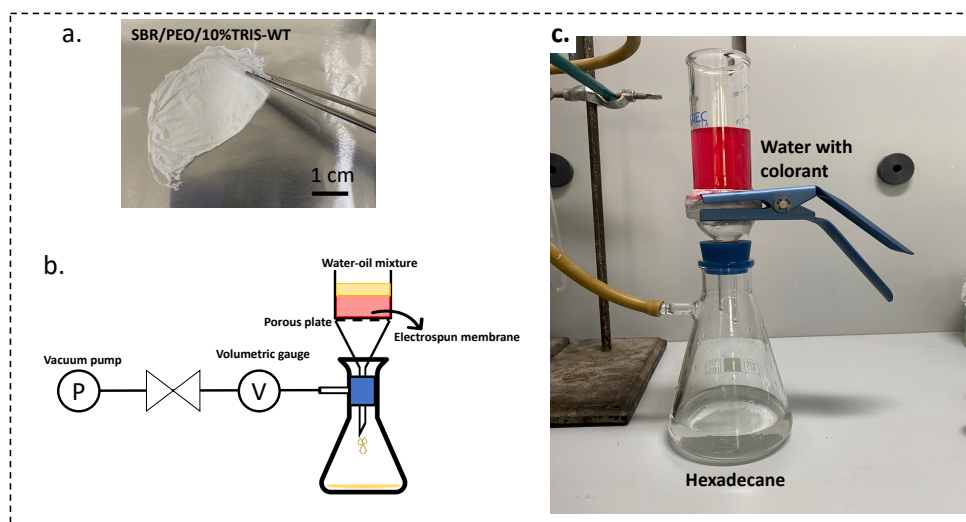 a.
SBR/PEO/10%TRIS-WT
1 cm
b.
Water-oil mixture
Porous plate
Electrospun membrane
Vacuum pump
Volumetric gauge
P
V
c.
Water with
colorant
Hexadecane